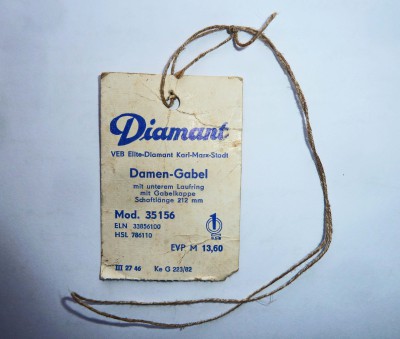 Diamant
VEB Elite-Diamant Karl-Marx-Stadt
Damen-Gabel
mit unterem Laufring
mit Gabelkappe
Schaftlänge 212 mm
Mod. 35156
ELN 33856100
HSL 786110
1
EVP M 13,60
III 27 46 Ke G 223/82